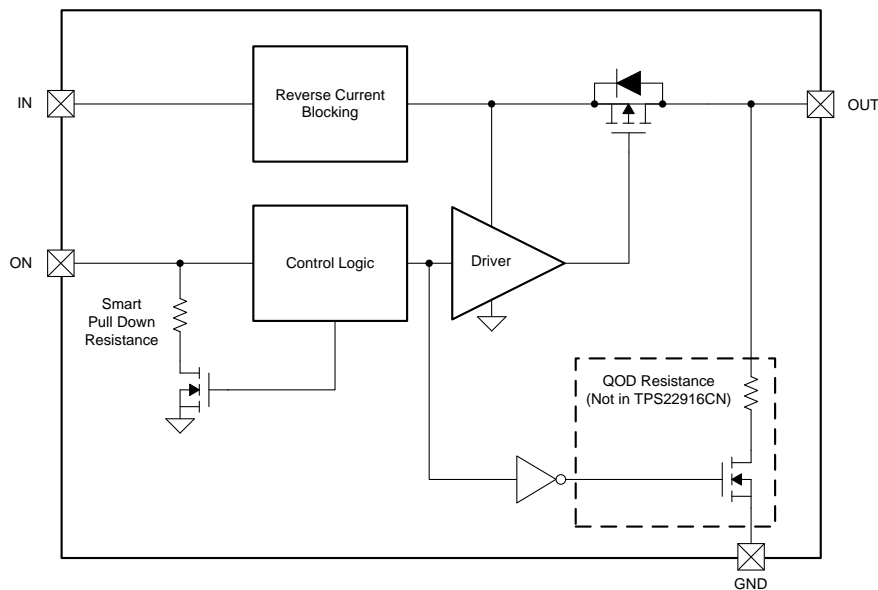 Reverse Current
Blocking
IN
OUT
ON
Control Logic
Driver
Smart
Pull Down
Resistance
QOD Resistance
(Not in TPS22916CN)
GND